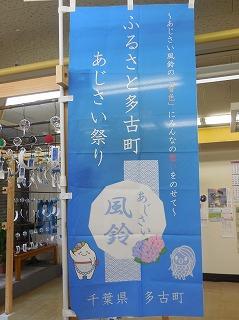 ～あじさい風鈴の「音色」にみんなの想をのせて～
ふるさと多古町
あじさい祭り
あじさい
風鈴
千葉県 多古町